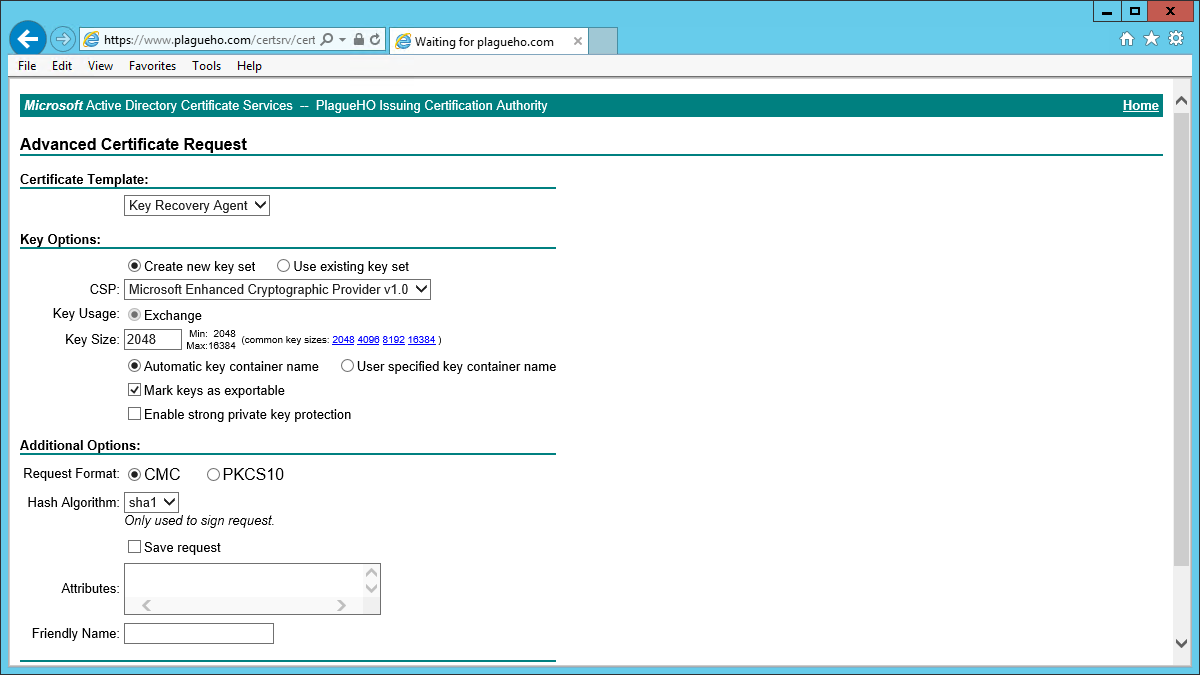 https://www.plagueho.com/certsrv/cert
Waiting for plagueho.com
File Edit View Favorites Tools Help
Microsoft Active Directory Certificate Services -- PlagueHO Issuing Certification Authority Home
Advanced Certificate Request
Certificate Template:
Key Recovery Agent
Key Options:
Create new key set Use existing key set
CSP: Microsoft Enhanced Cryptographic Provider v1.0
Key Usage: Exchange
Key Size: 2048 Min: 2048 (common key sizes: 2048 4096 8192 16384 )
Max:16384
Automatic key container name User specified key container name
Mark keys as exportable
Enable strong private key protection
Additional Options:
Request Format: CMC PKCS10
Hash Algorithm: sha1
Only used to sign request.
Save request
Attributes:
Friendly Name: